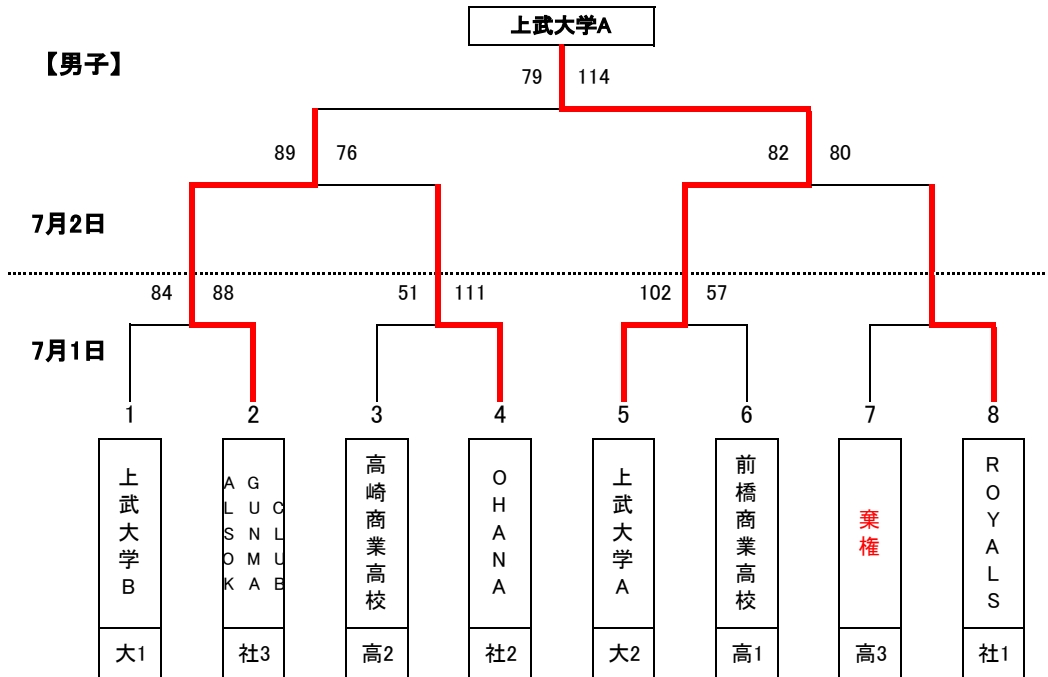 上武大学A
【男子】
79 114
89 76 82 80
7月2日
84 88 51 111 102 57
7月1日
1 2 3 4 5 6 7 8
上武大学B
ALSOK GUNMA CLUB
高崎商業高校
OHANA
上武大学A
前橋商業高校
棄権
ROYALS
大1 社3 高2 社2 大2 高1 高3 社1